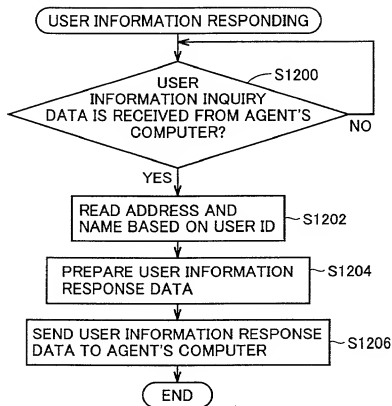 USER INFORMATION RESPONDING
S1200
USER
INFORMATION INQUIRY
DATA IS RECEIVED FROM AGENT'S
COMPUTER?
NO
YES
READ ADDRESS AND
NAME BASED ON USER ID
S1202
PREPARE USER INFORMATION
RESPONSE DATA
S1204
SEND USER INFORMATION RESPONSE
DATA TO AGENT'S COMPUTER
S1206
END